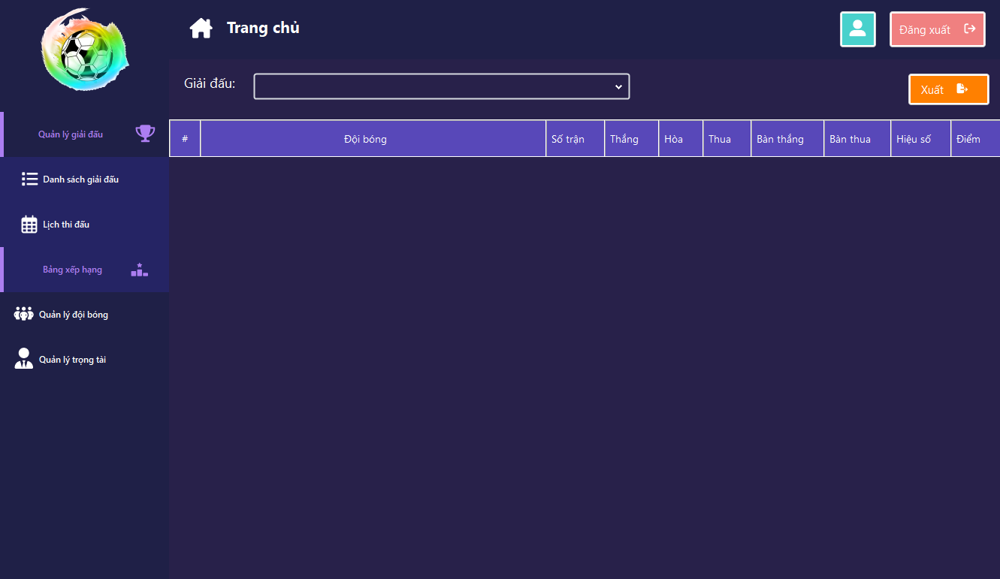 Trang chủ
Đăng xuất
Giải đấu:
Xuất
Quản lý giải đấu
# Đội bóng Số trận Thắng Hòa Thua Bàn thắng Bàn thua Hiệu số Điểm
Danh sách giải đấu
Lịch thi đấu
Bảng xếp hạng
Quản lý đội bóng
Quản lý trọng tài